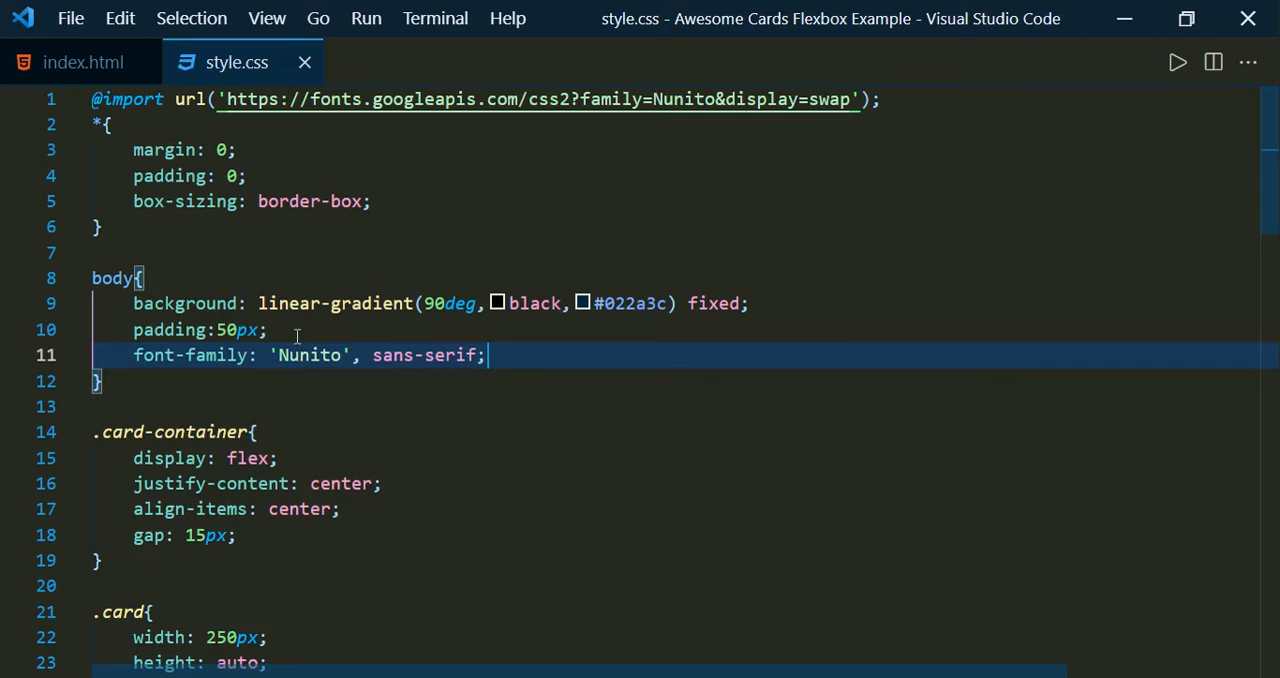 File Edit Selection View Go Run Terminal Help style.css - Awesome Cards Flexbox Example - Visual Studio Code
index.html style.css
1 @import url('https://fonts.googleapis.com/css2?family=Nunito&display=swap');
2 *{
3 margin: 0;
4 padding: 0;
5 box-sizing: border-box;
6 }
7
8 body{
9 background: linear-gradient(90deg,black,#022a3c) fixed;
10 padding:50px;
11 font-family: 'Nunito', sans-serif;
12 }
13
14 .card-container{
15 display: flex;
16 justify-content: center;
17 align-items: center;
18 gap: 15px;
19 }
20
21 .card{
22 width: 250px;
23 height: auto;